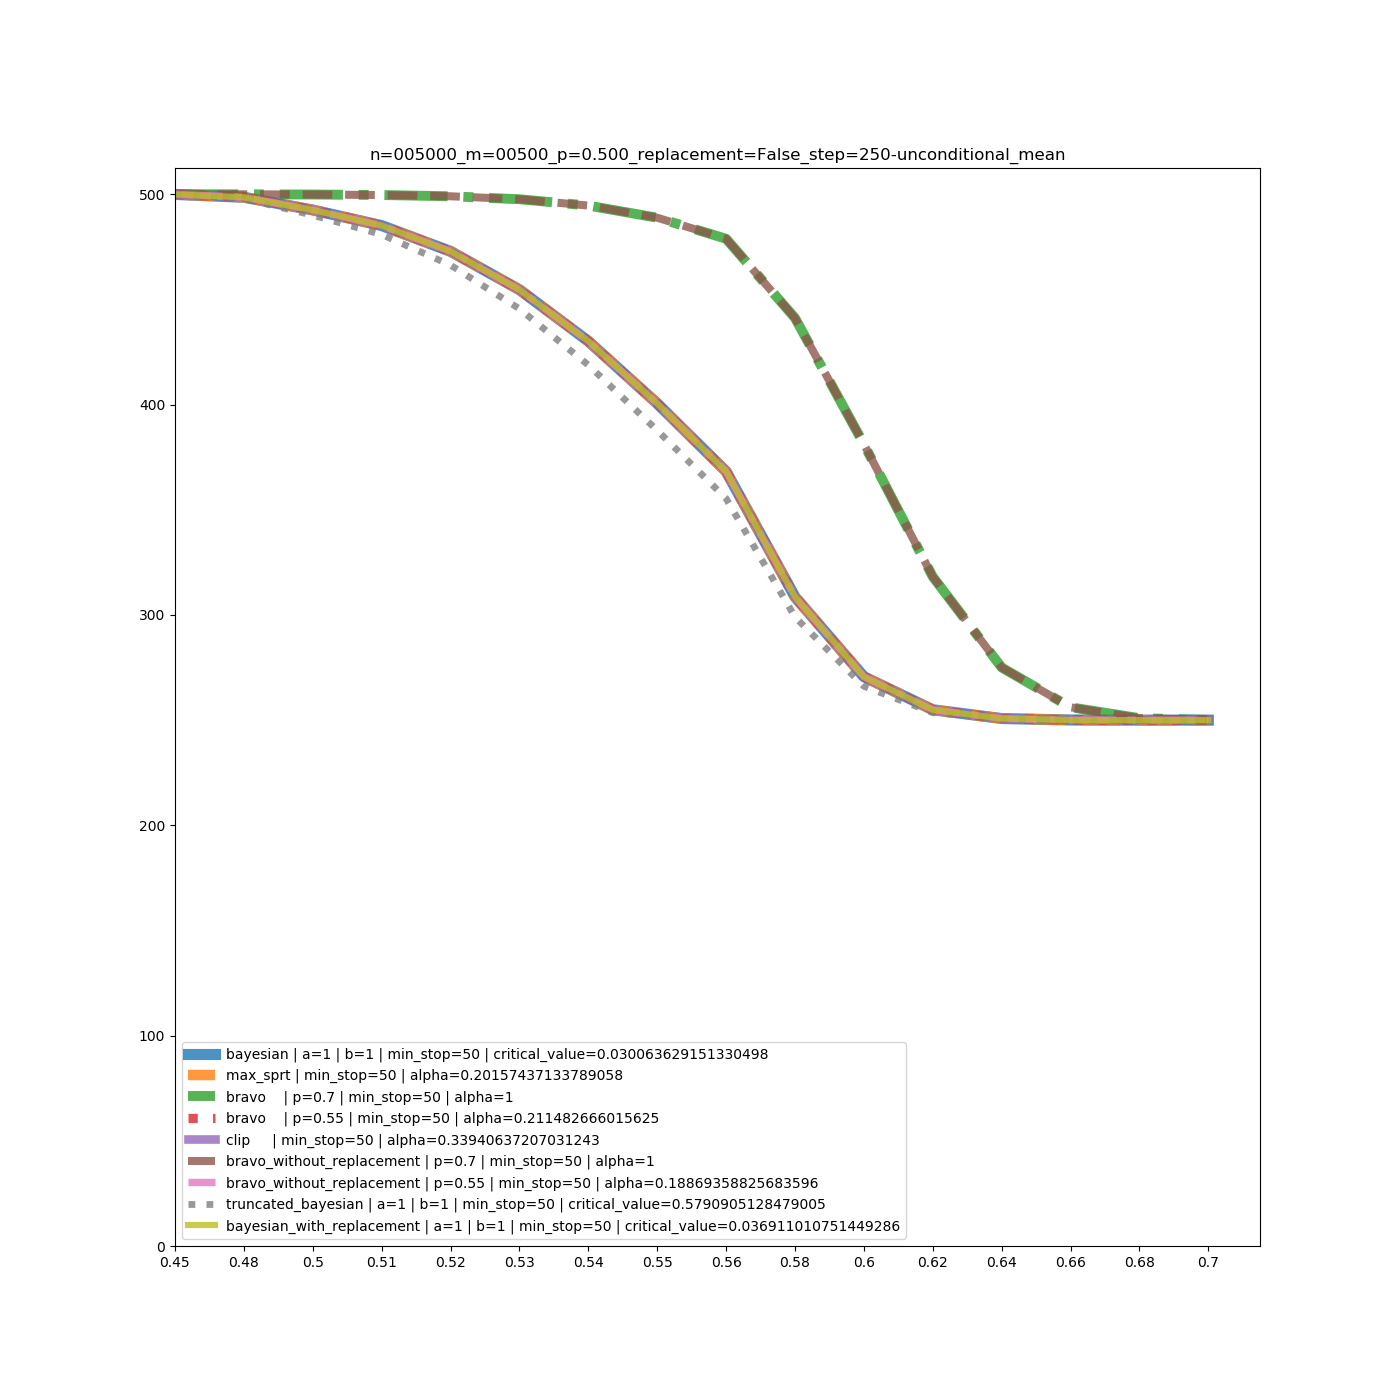 n=005000_m=00500_p=0.500_replacement=False_step=250-unconditional_mean
500
400
300
200
100
0
bayesian | a=1 | b=1 | min_stop=50 | critical_value=0.030063629151330498
max_sprt | min_stop=50 | alpha=0.20157437133789058
bravo    | p=0.7 | min_stop=50 | alpha=1
bravo    | p=0.55 | min_stop=50 | alpha=0.211482666015625
clip     | min_stop=50 | alpha=0.33940637207031243
bravo_without_replacement | p=0.7 | min_stop=50 | alpha=1
bravo_without_replacement | p=0.55 | min_stop=50 | alpha=0.18869358825683596
truncated_bayesian | a=1 | b=1 | min_stop=50 | critical_value=0.5790905128479005
bayesian_with_replacement | a=1 | b=1 | min_stop=50 | critical_value=0.036911010751449286
0.45 0.48 0.5 0.51 0.52 0.53 0.54 0.55 0.56 0.58 0.6 0.62 0.64 0.66 0.68 0.7